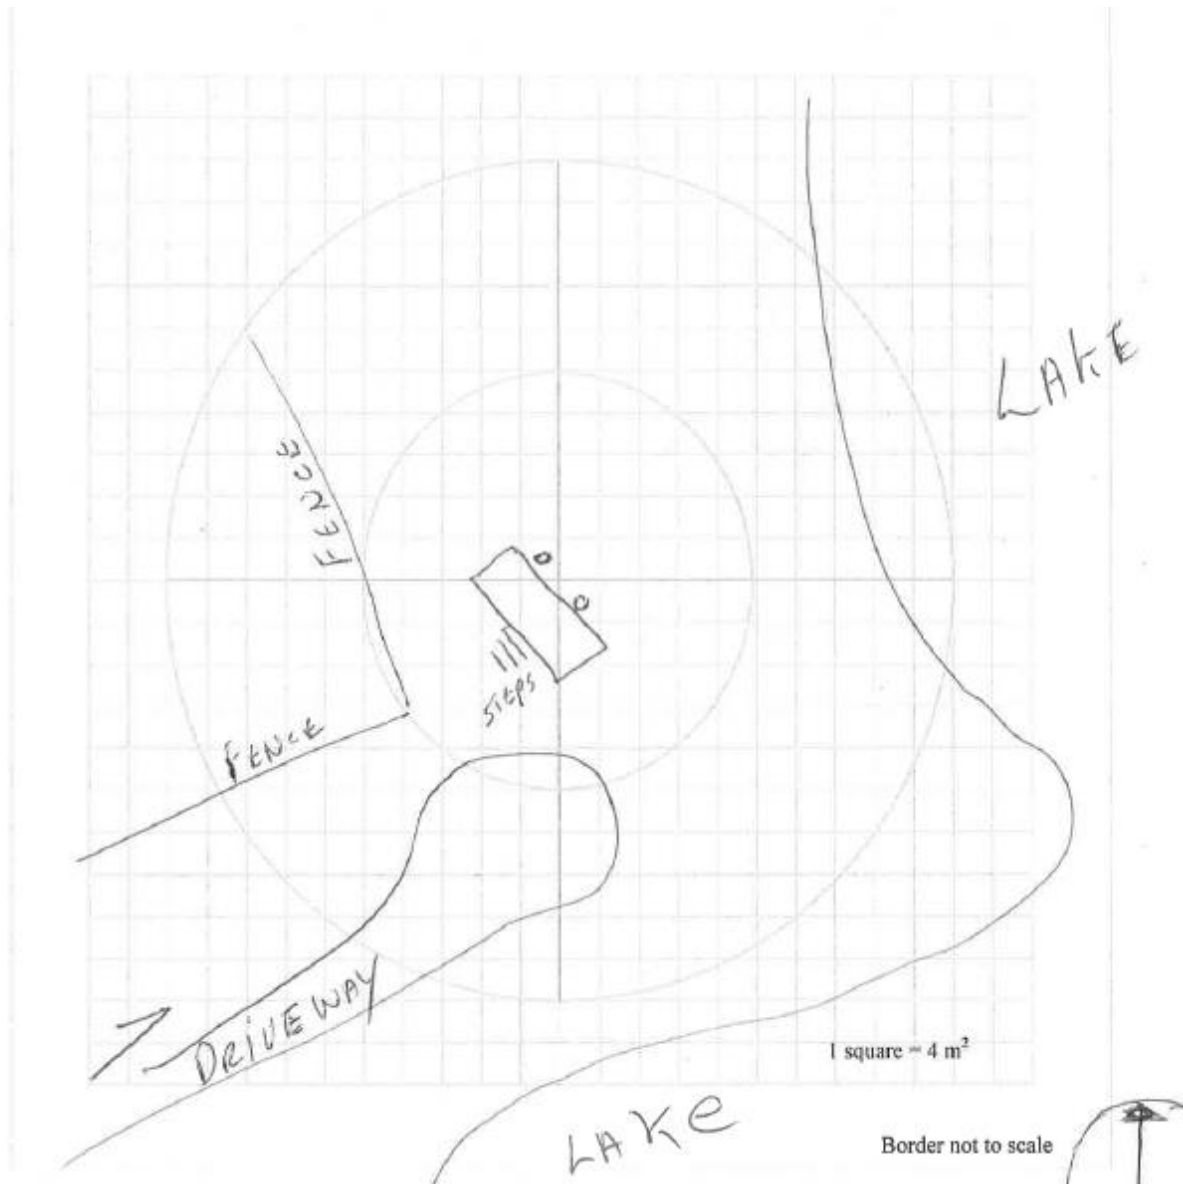 LAKE
FENCE
steps
FENCE
DRIVEWAY
1 square = 4 m²
LAKe
Border not to scale